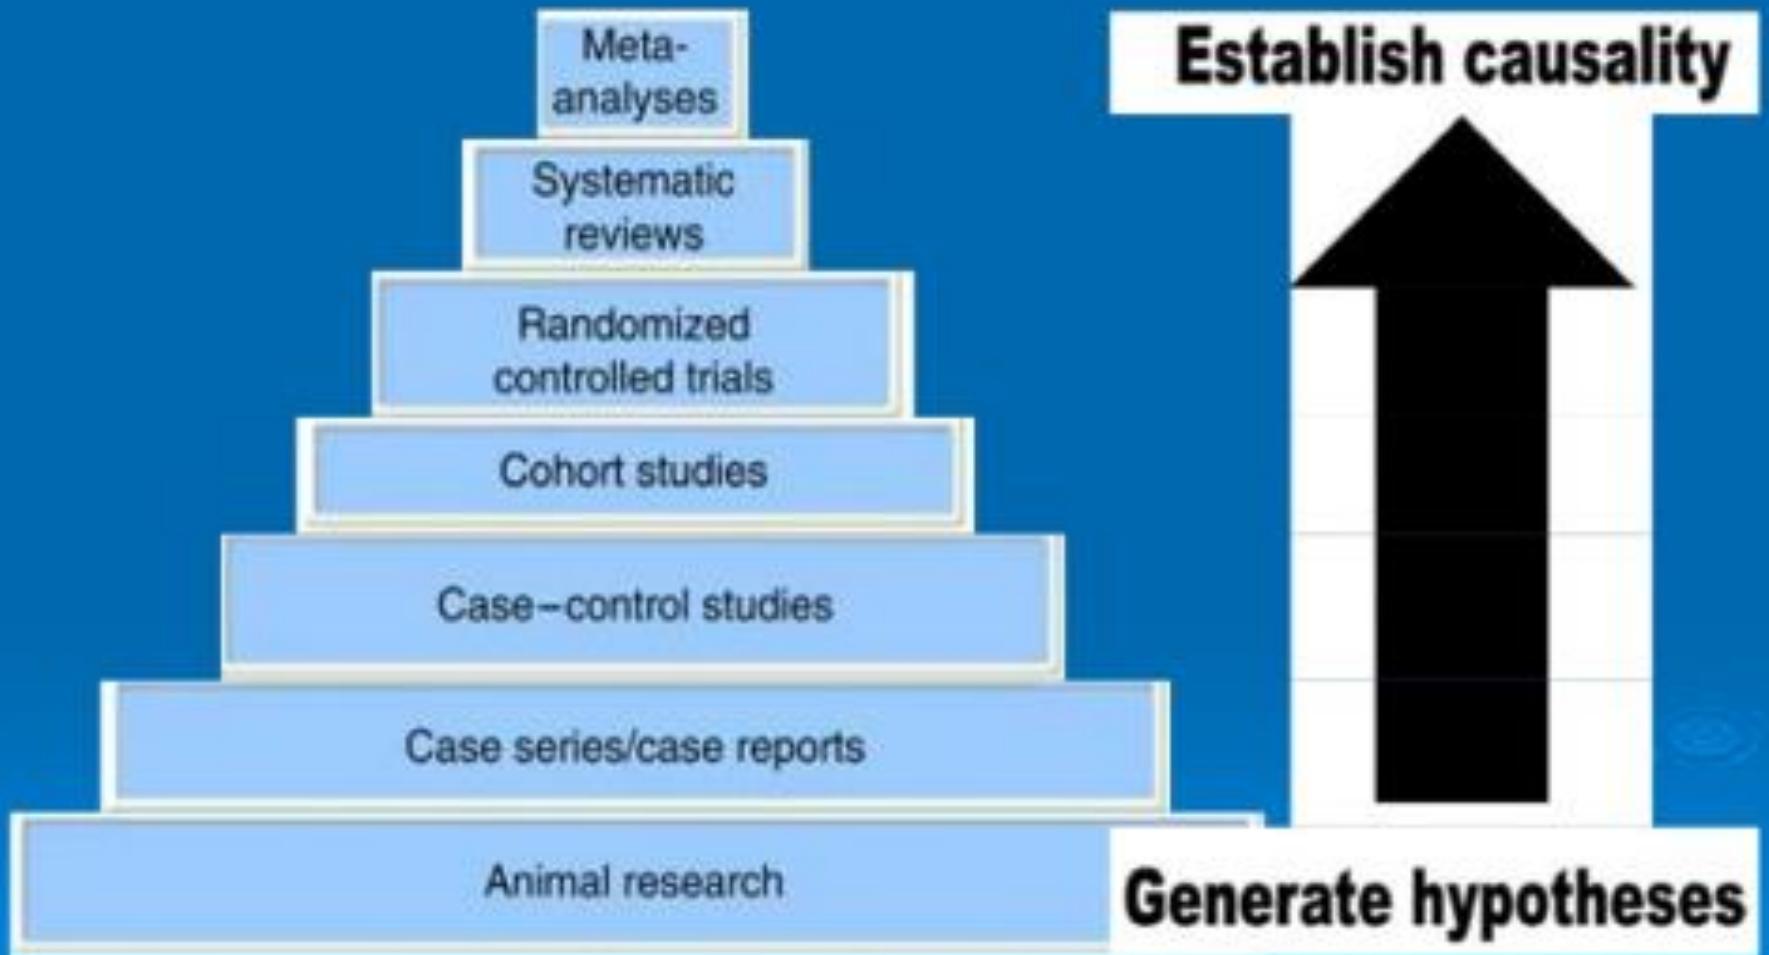 Meta-
analyses
Establish causality
Systematic
reviews
Randomized
controlled trials
Cohort studies
Case–control studies
Case series/case reports
Animal research
Generate hypotheses